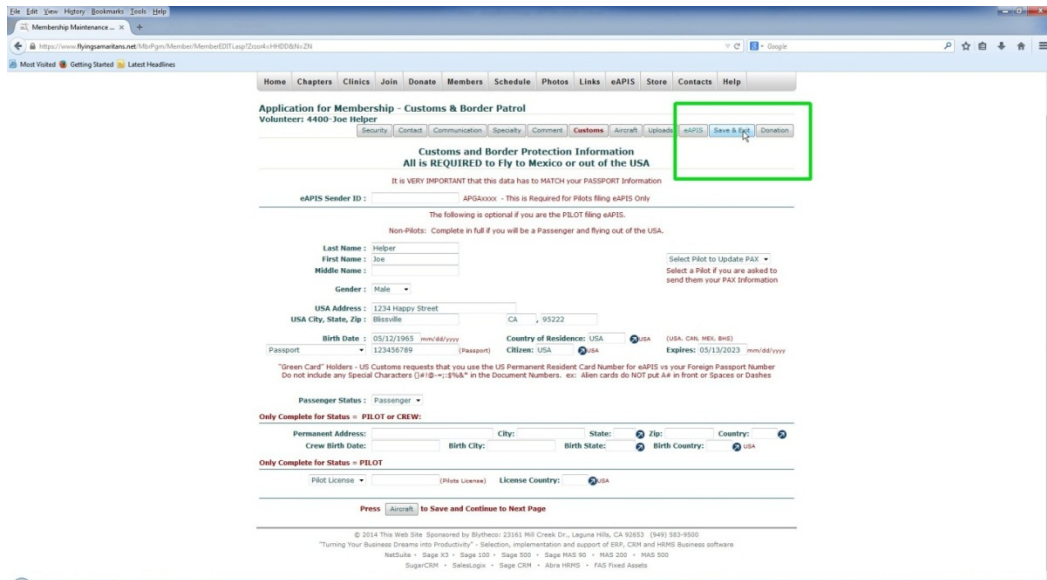 File Edit View History Bookmarks Tools Help
Membership Maintenance ... × +
https://www.flyingsamaritans.net/MbrPgm/Member/MemberEDIT1.asp?Zoso4=HHDD&N=ZN Google
Most Visited Getting Started Latest Headlines
Home Chapters Clinics Join Donate Members Schedule Photos Links eAPIS Store Contacts Help
Application for Membership - Customs & Border Patrol
Volunteer: 4400-Joe Helper
Security Contact Communication Specialty Comment Customs Aircraft Uploads eAPIS Save & Exit Donation
Customs and Border Protection Information
All is REQUIRED to Fly to Mexico or out of the USA
It is VERY IMPORTANT that this data has to MATCH your PASSPORT Information
eAPIS Sender ID : APGAxxxx - This is Required for Pilots filing eAPIS Only
The following is optional if you are the PILOT filing eAPIS.
Non-Pilots: Complete in full if you will be a Passenger and flying out of the USA.
Last Name : Helper
First Name : Joe Select Pilot to Update PAX
Middle Name : Select a Pilot if you are asked to
send them your PAX Information
Gender : Male
USA Address : 1234 Happy Street
USA City, State, Zip : Blissville CA , 95222
Birth Date : 05/12/1965 mm/dd/yyyy Country of Residence: USA USA (USA, CAN, MEX, BHS)
Passport 123456789 (Passport) Citizen: USA USA Expires: 05/13/2023 mm/dd/yyyy
"Green Card" Holders - US Customs requests that you use the US Permanent Resident Card Number for eAPIS vs your Foreign Passport Number
Do not include any Special Characters ()#!@-=;:$%&* in the Document Numbers. ex: Alien cards do NOT put A# in front or Spaces or Dashes
Passenger Status : Passenger
Only Complete for Status = PILOT or CREW:
Permanent Address: City: State: Zip: Country:
Crew Birth Date: Birth City: Birth State: Birth Country: USA
Only Complete for Status = PILOT
Pilot License (Pilots License) License Country: USA
Press Aircraft to Save and Continue to Next Page
© 2014 This Web Site Sponsored by Blytheco: 23161 Mill Creek Dr., Laguna Hills, CA 92653 (949) 583-9500
"Turning Your Business Dreams into Productivity" - Selection, implementation and support of ERP, CRM and HRMS Business software
NetSuite - Sage X3 - Sage 100 - Sage 500 - Sage MAS 90 - MAS 200 - MAS 500
SugarCRM - SalesLogix - Sage CRM - Abra HRMS - FAS Fixed Assets